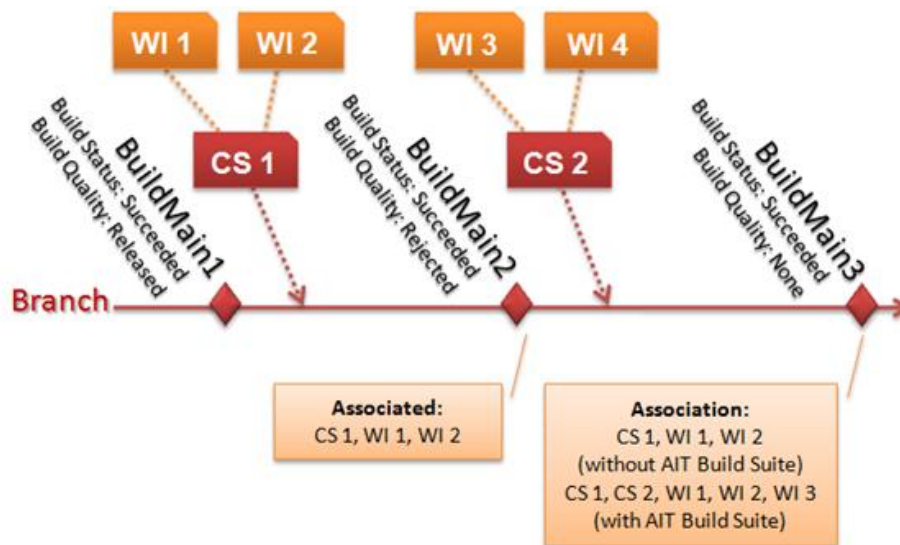 WI 1
WI 2
WI 3
WI 4
CS 1
CS 2
BuildMain1
Build Status: Succeeded
Build Quality: Released
BuildMain2
Build Status: Succeeded
Build Quality: Rejected
BuildMain3
Build Status: Succeeded
Build Quality: None
Branch
Associated:
CS 1, WI 1, WI 2
Association:
CS 1, WI 1, WI 2
(without AIT Build Suite)
CS 1, CS 2, WI 1, WI 2, WI 3
(with AIT Build Suite)